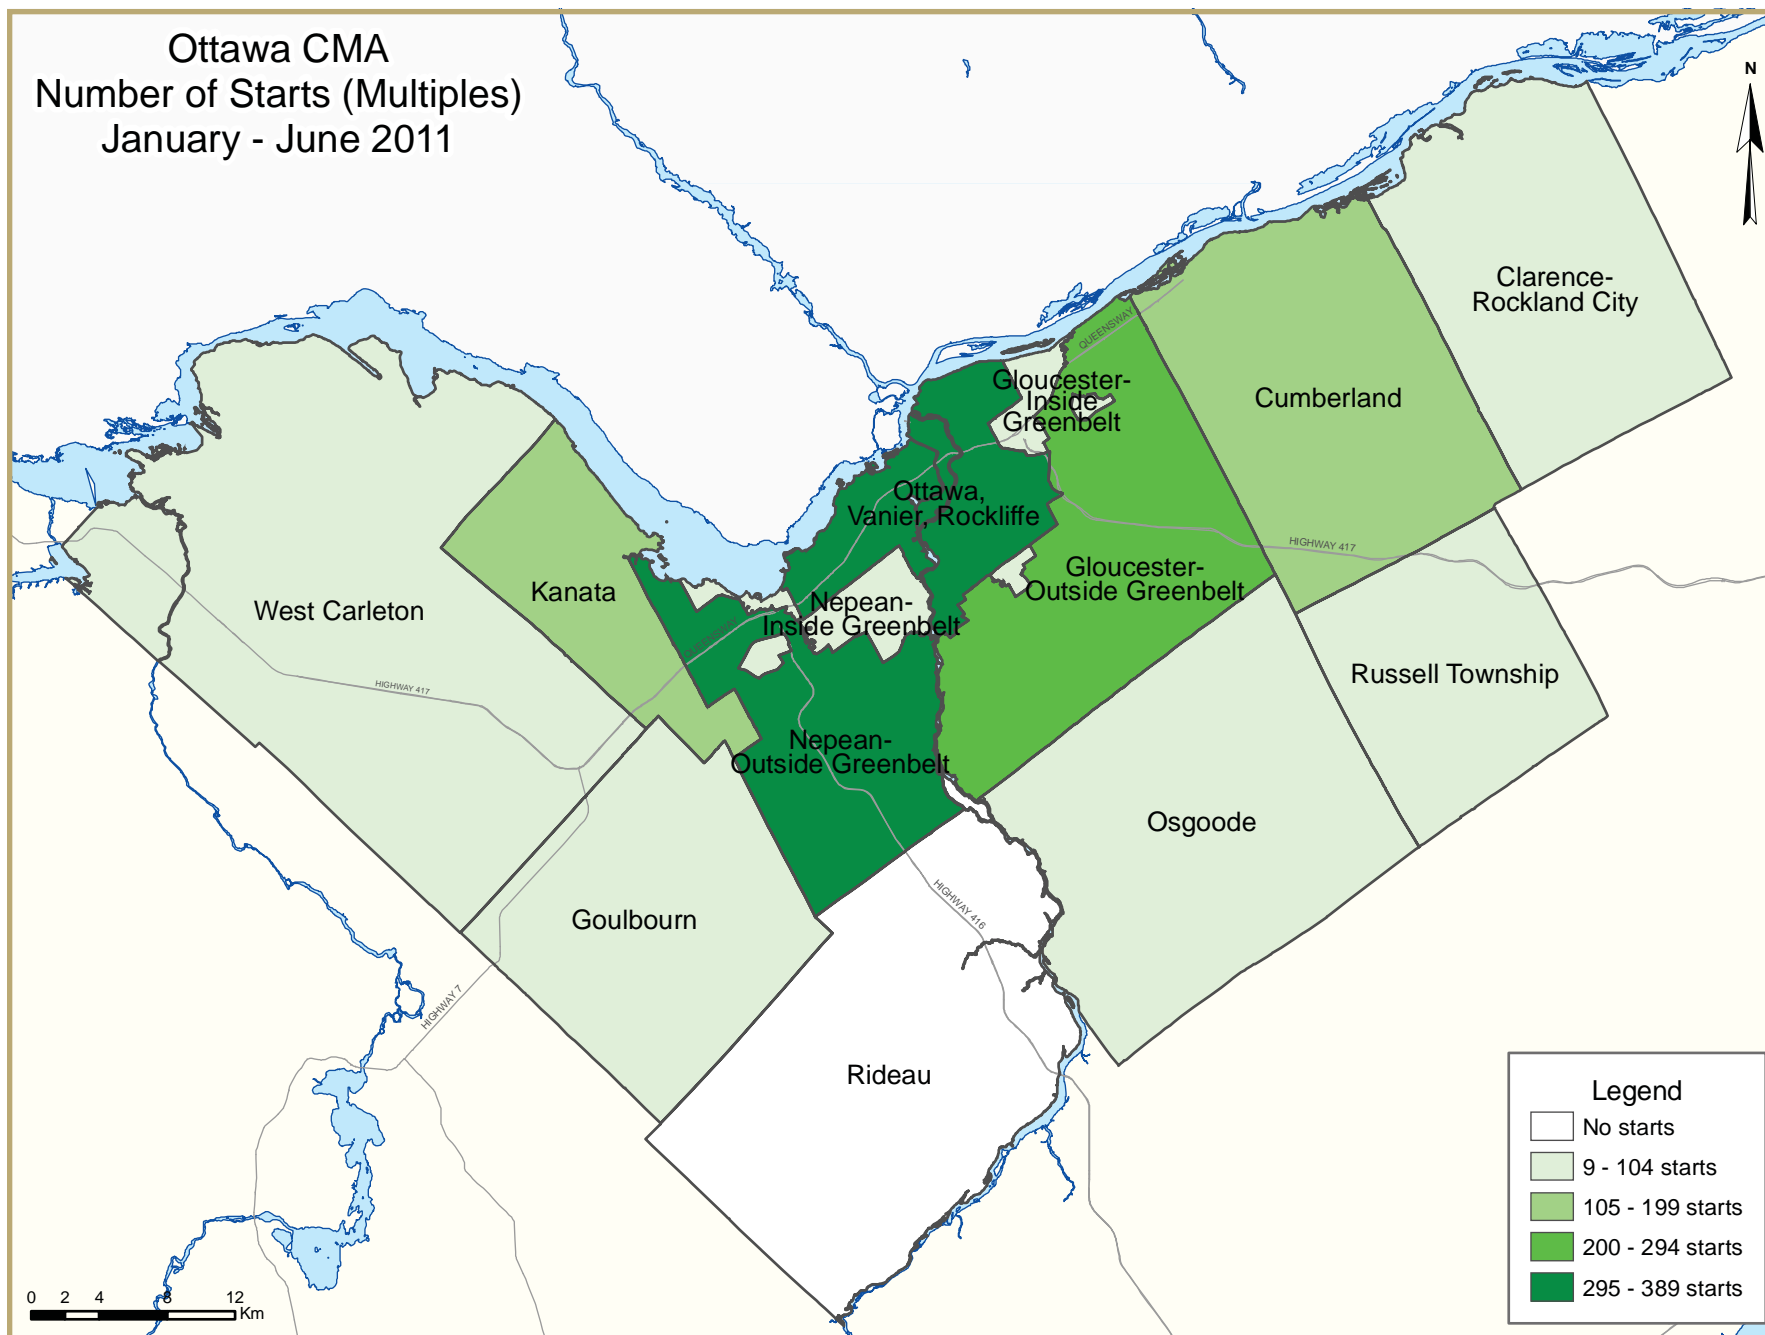 Ottawa CMA
Number of Starts (Multiples)
January - June 2011
N
Clarence-
Rockland City
QUEENSWAY
Gloucester-
Inside
Greenbelt
Cumberland
Ottawa,
Vanier, Rockliffe
HIGHWAY 417
Gloucester-
Outside Greenbelt
Kanata
West Carleton
Nepean-
Inside Greenbelt
QUEENSWAY
Russell Township
HIGHWAY 417
Nepean-
Outside Greenbelt
Osgoode
HIGHWAY 416
Goulbourn
HIGHWAY 7
Rideau
Legend
No starts
9 - 104 starts
105 - 199 starts
200 - 294 starts
295 - 389 starts
0 2 4 8 12
Km